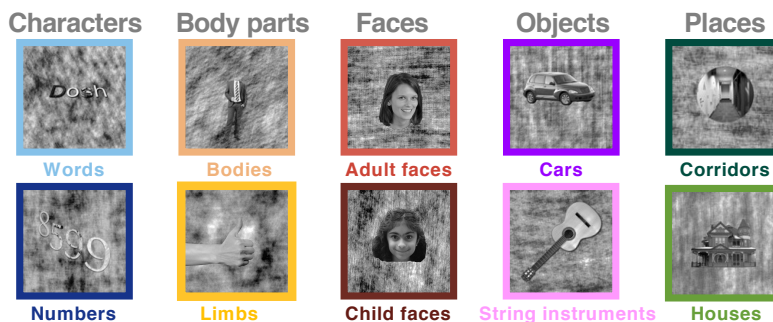 Characters Body parts Faces Objects Places
Dosh
Words Bodies Adult faces Cars Corridors
8599
Numbers Limbs Child faces String instruments Houses